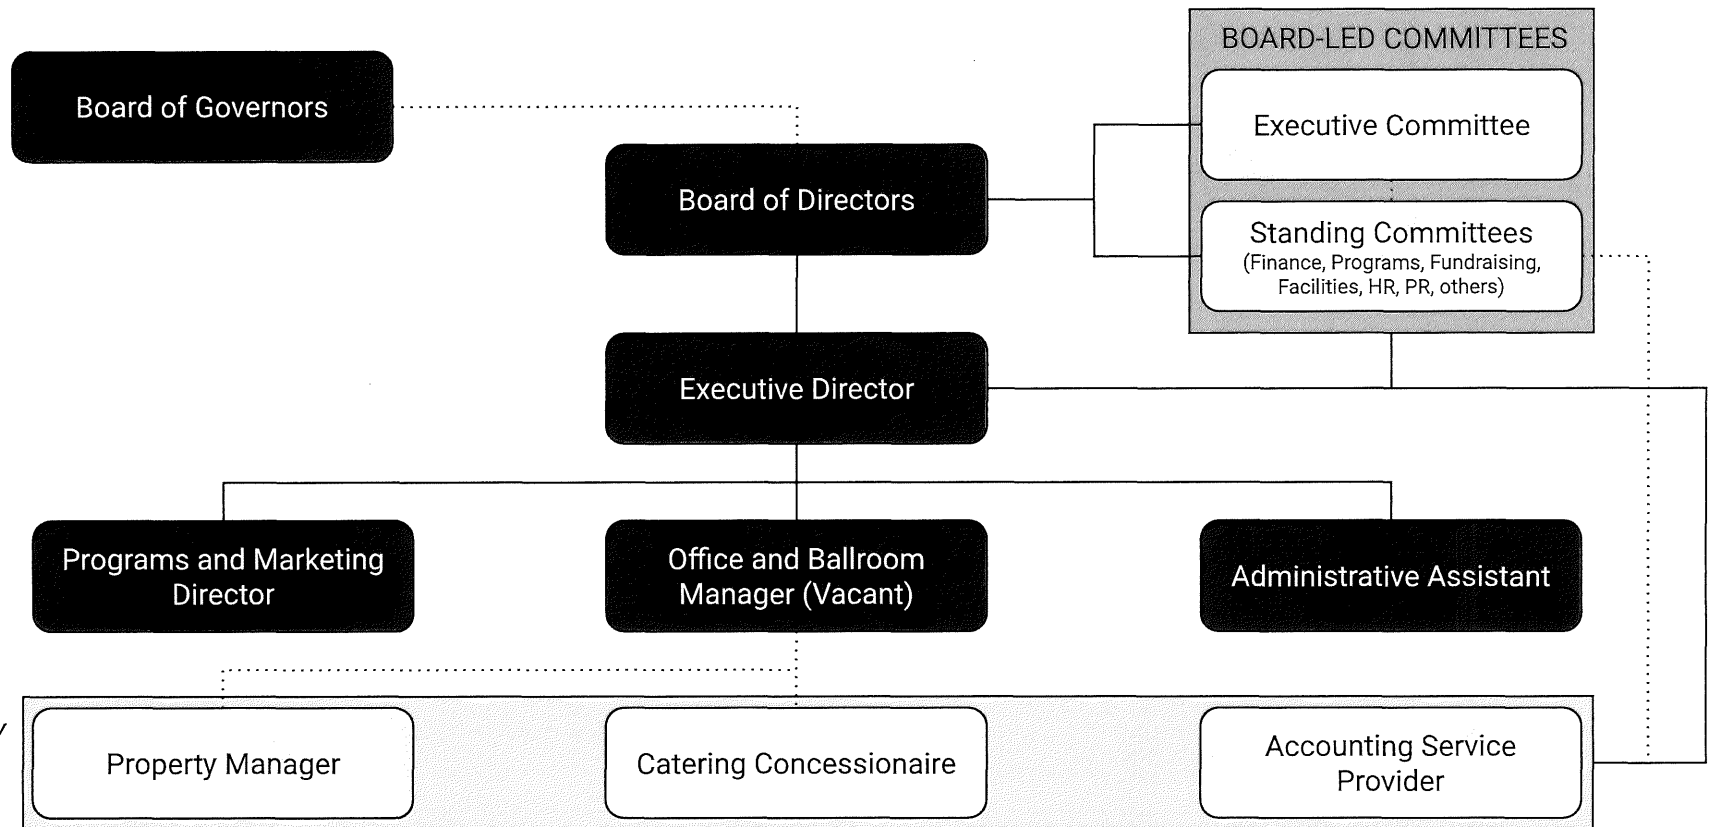 BOARD-LED COMMITTEES
Board of Governors
Executive Committee
Board of Directors
Standing Committees
(Finance, Programs, Fundraising,
Facilities, HR, PR, others)
Executive Director
Programs and Marketing
Director
Office and Ballroom
Manager (Vacant)
Administrative Assistant
Property Manager
Catering Concessionaire
Accounting Service
Provider